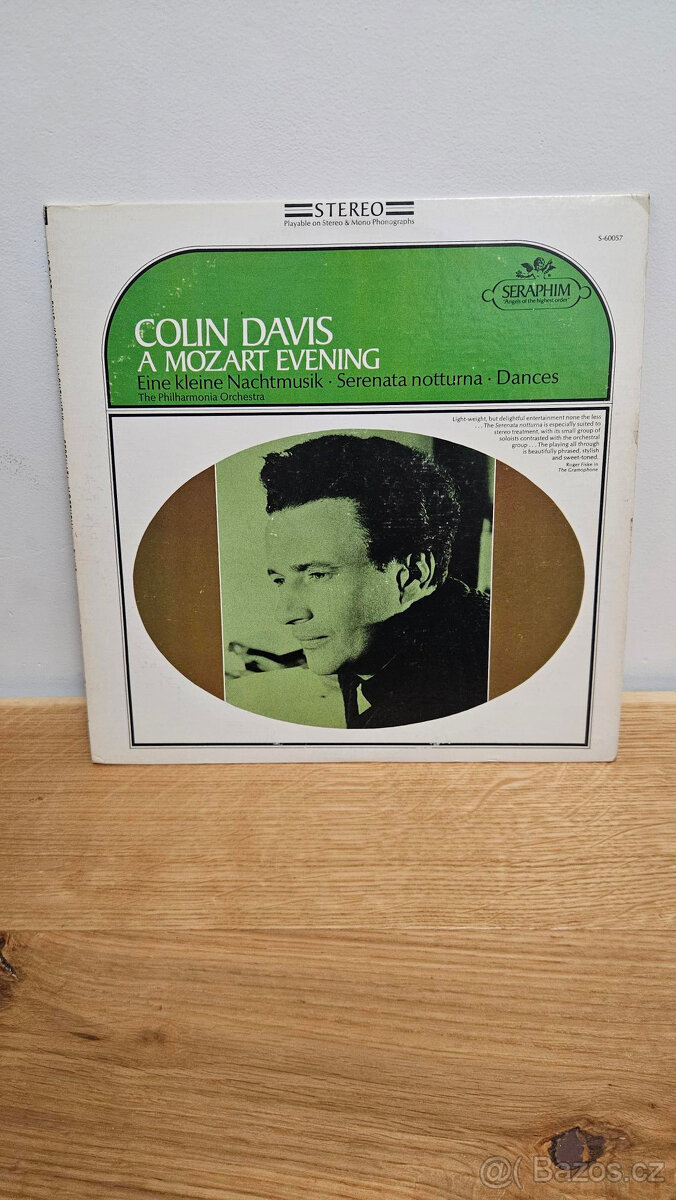 STEREO
Playable on Stereo & Mono Phonographs
S-60057
SERAPHIM
"Angels of the highest order"
COLIN DAVIS
A MOZART EVENING
Eine kleine Nachtmusik · Serenata notturna · Dances
The Philharmonia Orchestra
Light-weight, but delightful entertainment none the less
. . . The Serenata notturna is especially suited to
stereo treatment, with its small group of
soloists contrasted with the orchestral
group . . . The playing all through
is beautifully phrased, stylish
and sweet-toned.
Roger Fiske in
The Gramophone
@ Bazoš.cz